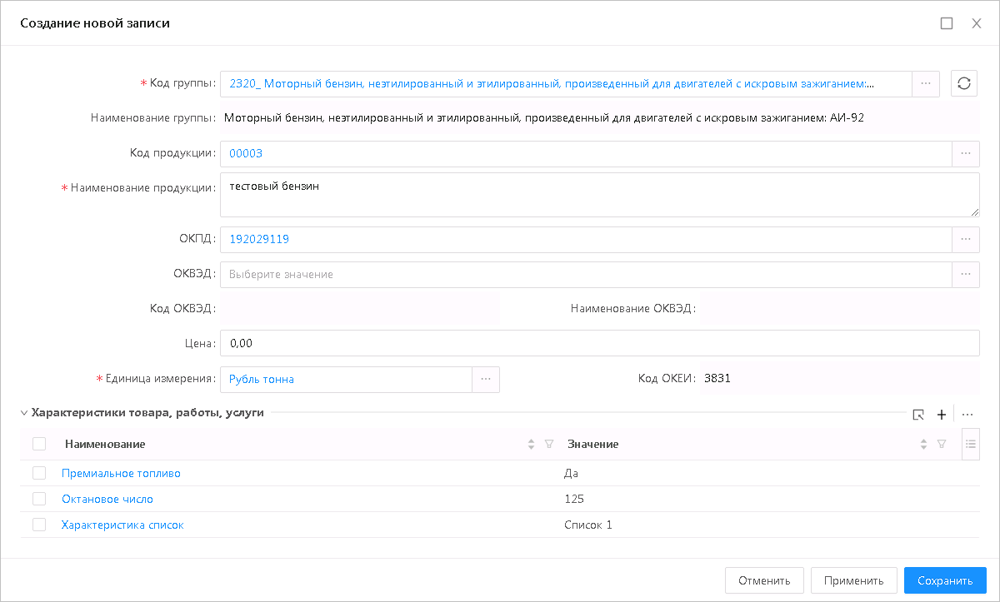 Создание новой записи
* Код группы: 2320_ Моторный бензин, неэтилированный и этилированный, произведенный для двигателей с искровым зажиганием:... ...
Наименование группы: Моторный бензин, неэтилированный и этилированный, произведенный для двигателей с искровым зажиганием: АИ-92
Код продукции: 00003 ...
* Наименование продукции: тестовый бензин
ОКПД: 192029119 ...
ОКВЭД: Выберите значение ...
Код ОКВЭД: Наименование ОКВЭД:
Цена: 0,00
* Единица измерения: Рубль тонна ... Код ОКЕИ: 3831
Характеристики товара, работы, услуги ...
Наименование Значение
Премиальное топливо Да
Октановое число 125
Характеристика список Список 1
Отменить Применить Сохранить